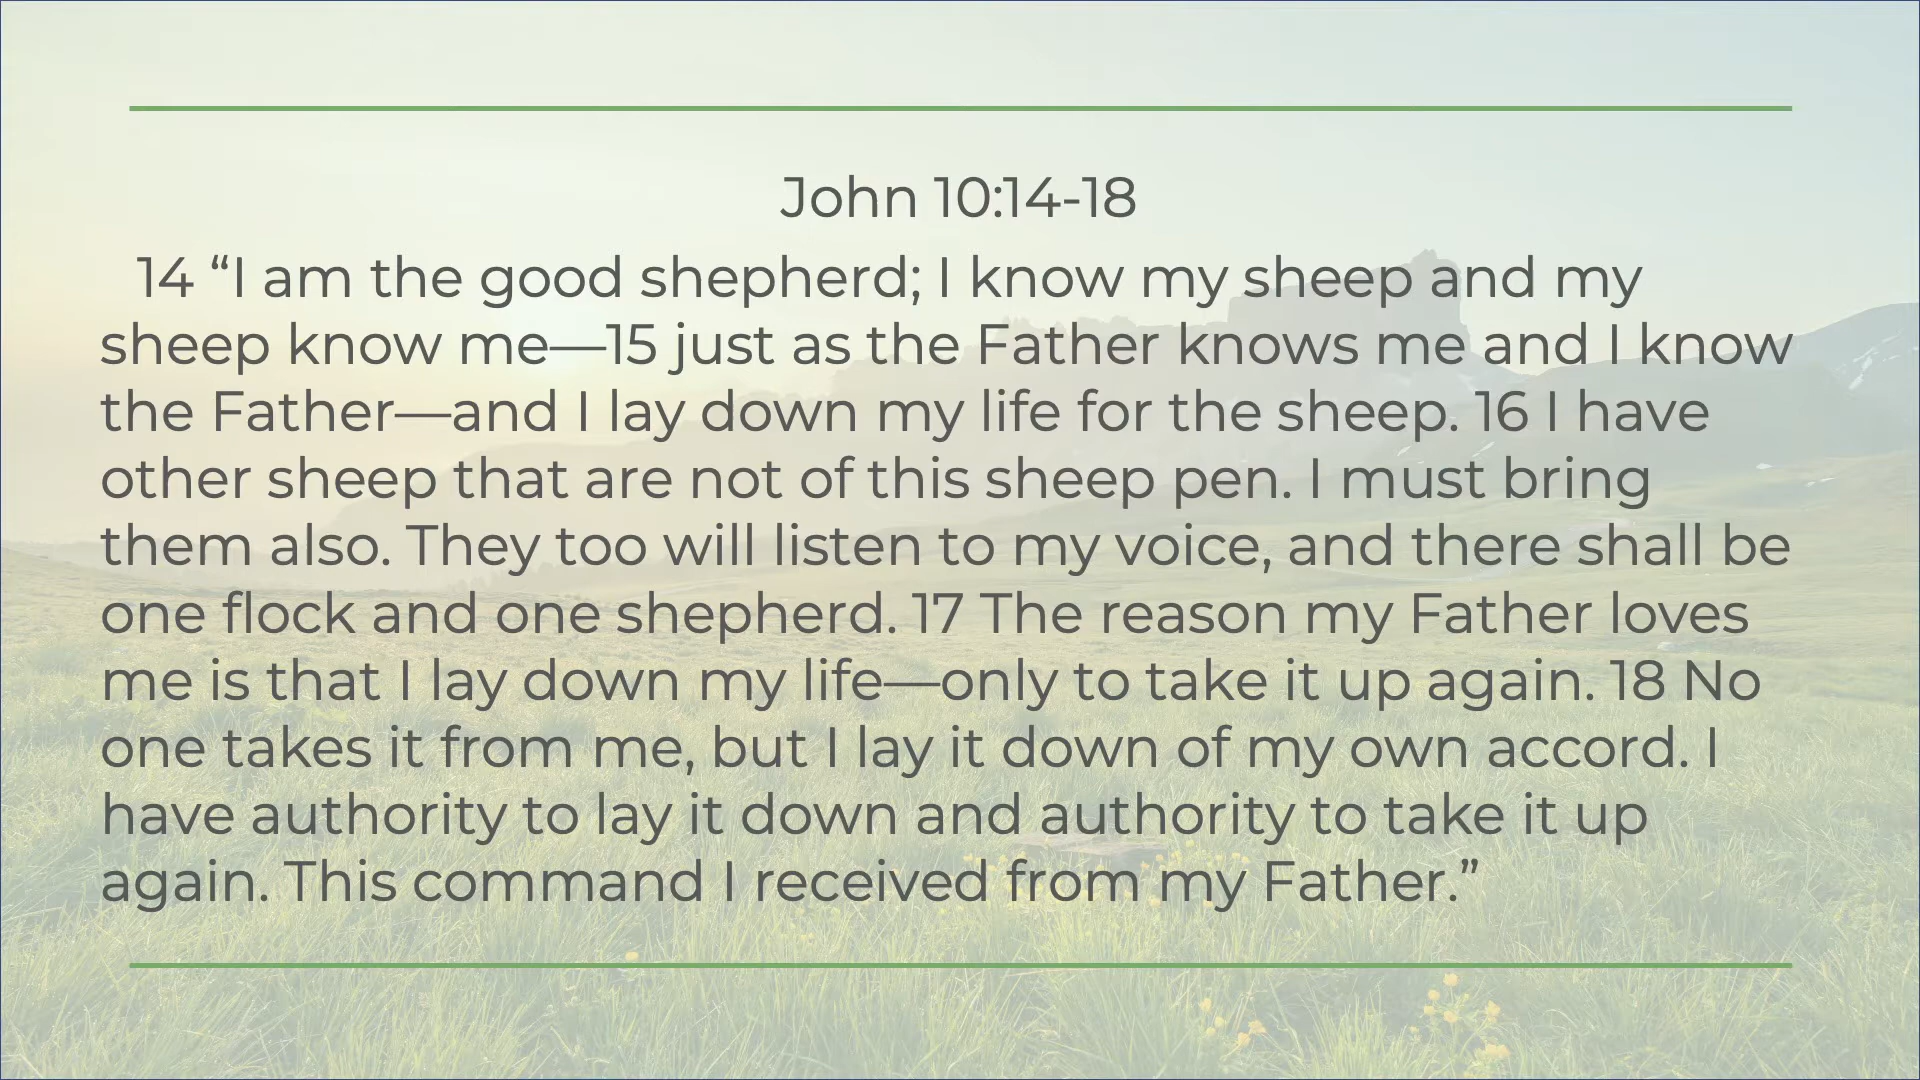 John 10:14-18
14 “I am the good shepherd; I know my sheep and my
sheep know me—15 just as the Father knows me and I know
the Father—and I lay down my life for the sheep. 16 I have
other sheep that are not of this sheep pen. I must bring
them also. They too will listen to my voice, and there shall be
one flock and one shepherd. 17 The reason my Father loves
me is that I lay down my life—only to take it up again. 18 No
one takes it from me, but I lay it down of my own accord. I
have authority to lay it down and authority to take it up
again. This command I received from my Father.”